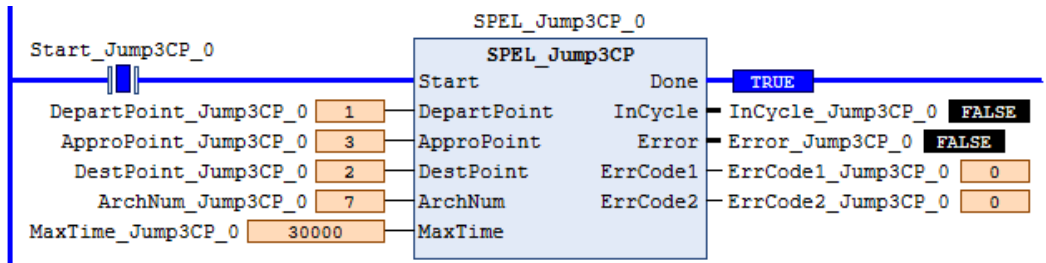 SPEL_Jump3CP_0
Start_Jump3CP_0 SPEL_Jump3CP
Start Done TRUE
DepartPoint_Jump3CP_0 1 DepartPoint InCycle InCycle_Jump3CP_0 FALSE
ApproPoint_Jump3CP_0 3 ApproPoint Error Error_Jump3CP_0 FALSE
DestPoint_Jump3CP_0 2 DestPoint ErrCode1 ErrCode1_Jump3CP_0 0
ArchNum_Jump3CP_0 7 ArchNum ErrCode2 ErrCode2_Jump3CP_0 0
MaxTime_Jump3CP_0 30000 MaxTime